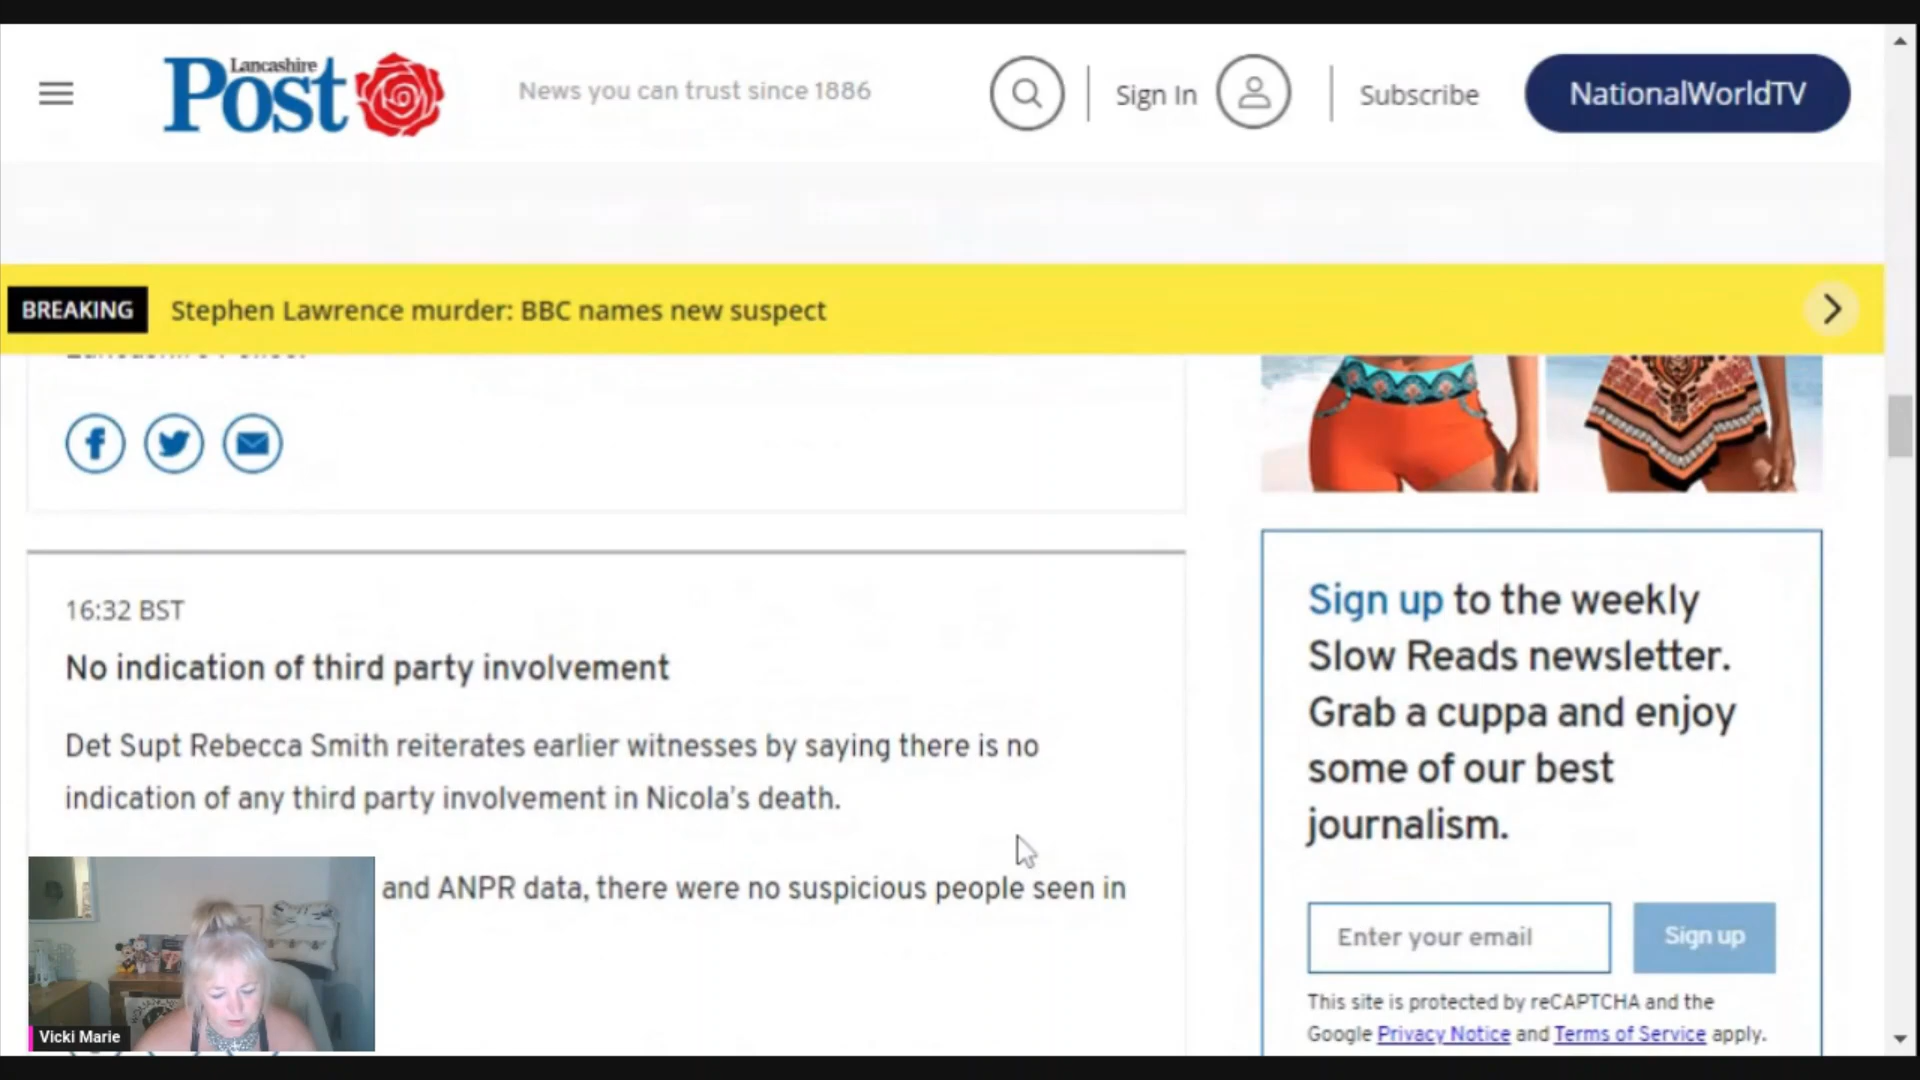 Lancashire
Post
News you can trust since 1886
Sign In
Subscribe
NationalWorldTV
BREAKING
Stephen Lawrence murder: BBC names new suspect
16:32 BST
No indication of third party involvement
Det Supt Rebecca Smith reiterates earlier witnesses by saying there is no
indication of any third party involvement in Nicola's death.
and ANPR data, there were no suspicious people seen in
Vicki Marie
Sign up to the weekly
Slow Reads newsletter.
Grab a cuppa and enjoy
some of our best
journalism.
Enter your email
Sign up
This site is protected by reCAPTCHA and the
Google Privacy Notice and Terms of Service apply.